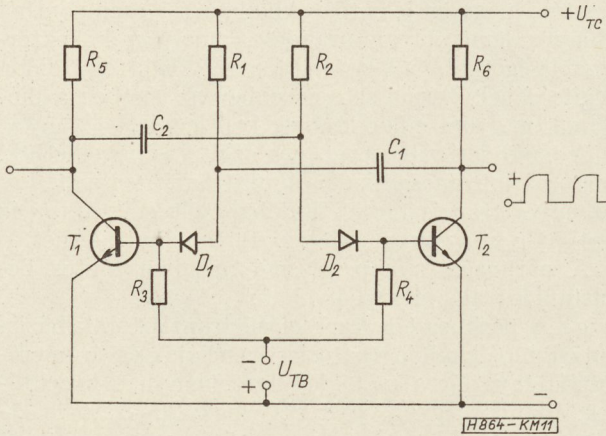 +U_TC
R5
R1
R2
R6
C2
C1
+
T1
D1
D2
T2
R3
R4
−
U_TB
+
−
H864-KM11